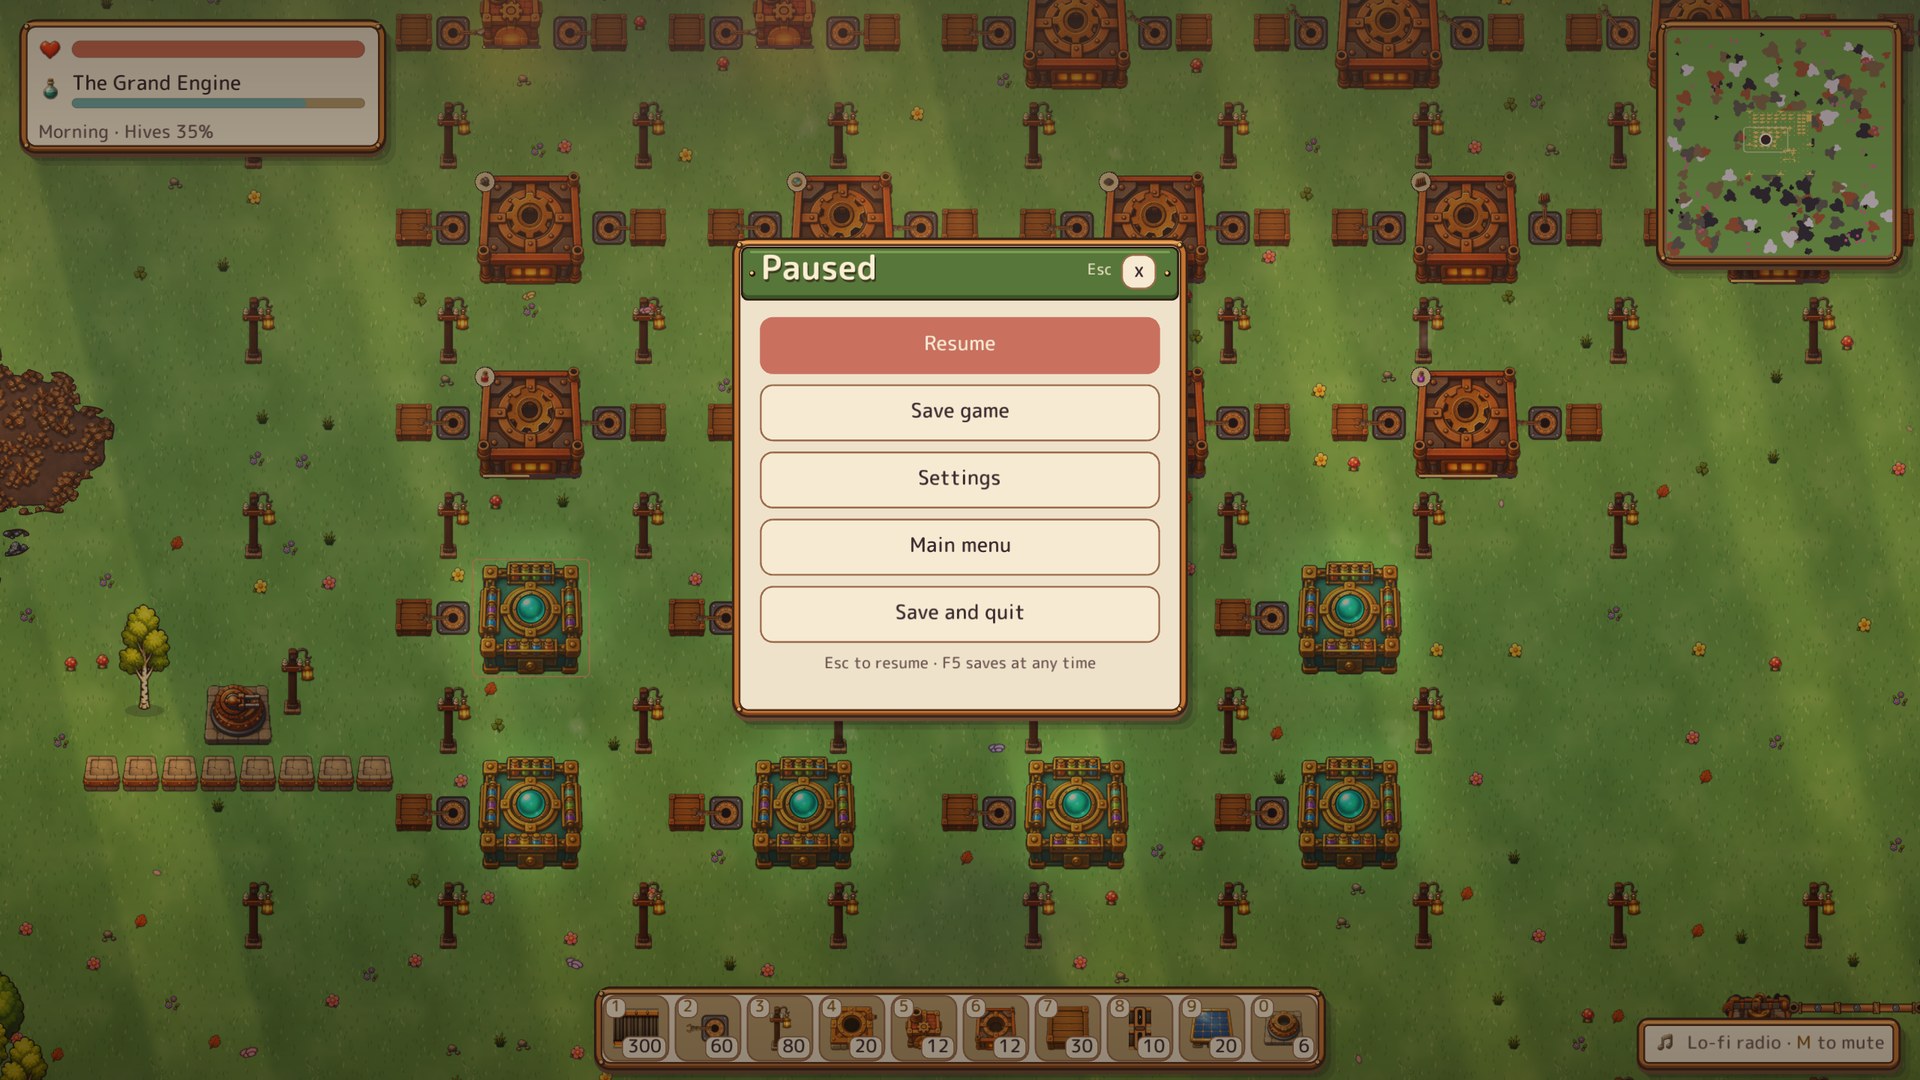 The Grand Engine
Morning · Hives 35%
Paused
Esc
X
Resume
Save game
Settings
Main menu
Save and quit
Esc to resume · F5 saves at any time
1 2 3 4 5 6 7 8 9 0
300 60 80 20 12 12 30 10 20 6
Lo-fi radio · M to mute